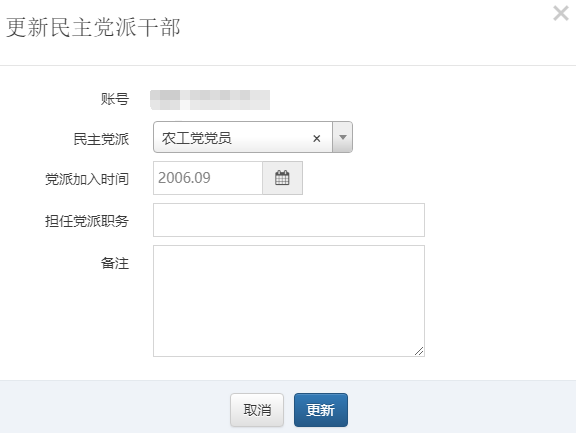 更新民主党派干部
×
账号
民主党派
农工党党员 ×
党派加入时间
2006.09
担任党派职务
备注
取消
更新